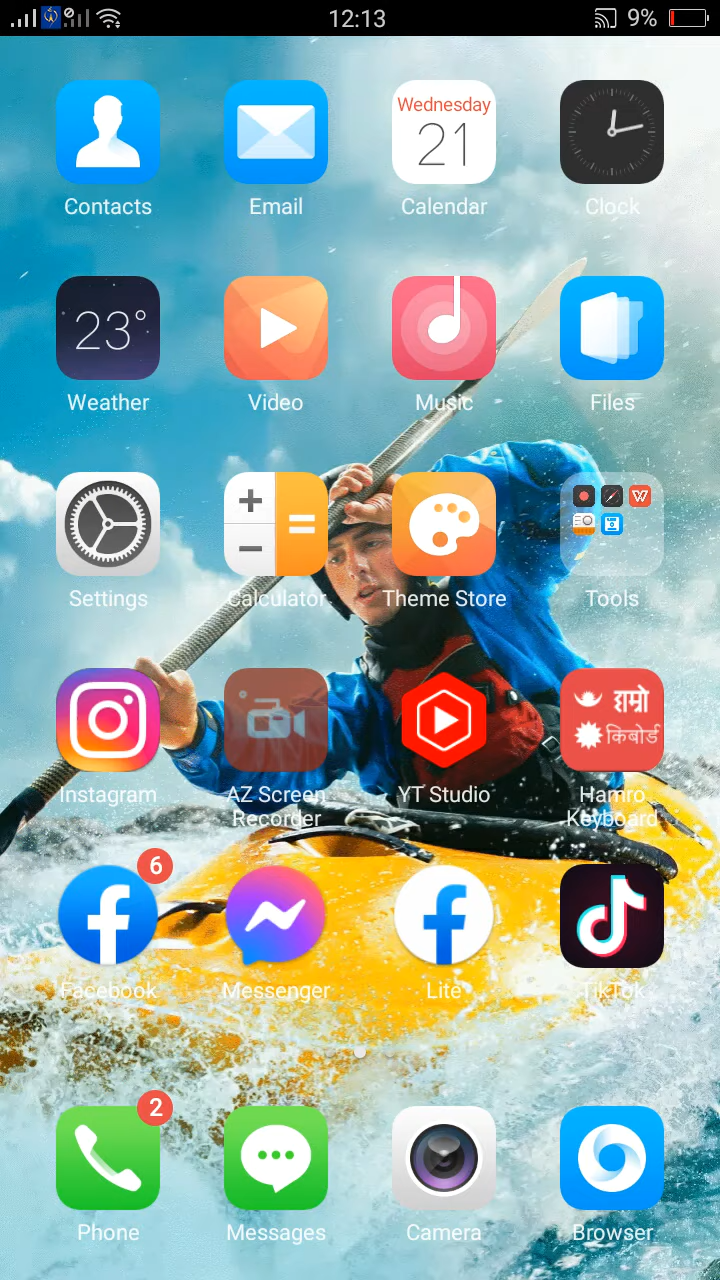 12:13
9%
Wednesday
21
Contacts
Email
Calendar
Clock
23°
Weather
Video
Music
Files
Settings
Calculator
Theme Store
Tools
हाम्रो
किबोर्ड
Instagram
AZ Screen
Recorder
YT Studio
Hamro
Keyboard
6
Facebook
Messenger
Lite
TikTok
2
Phone
Messages
Camera
Browser